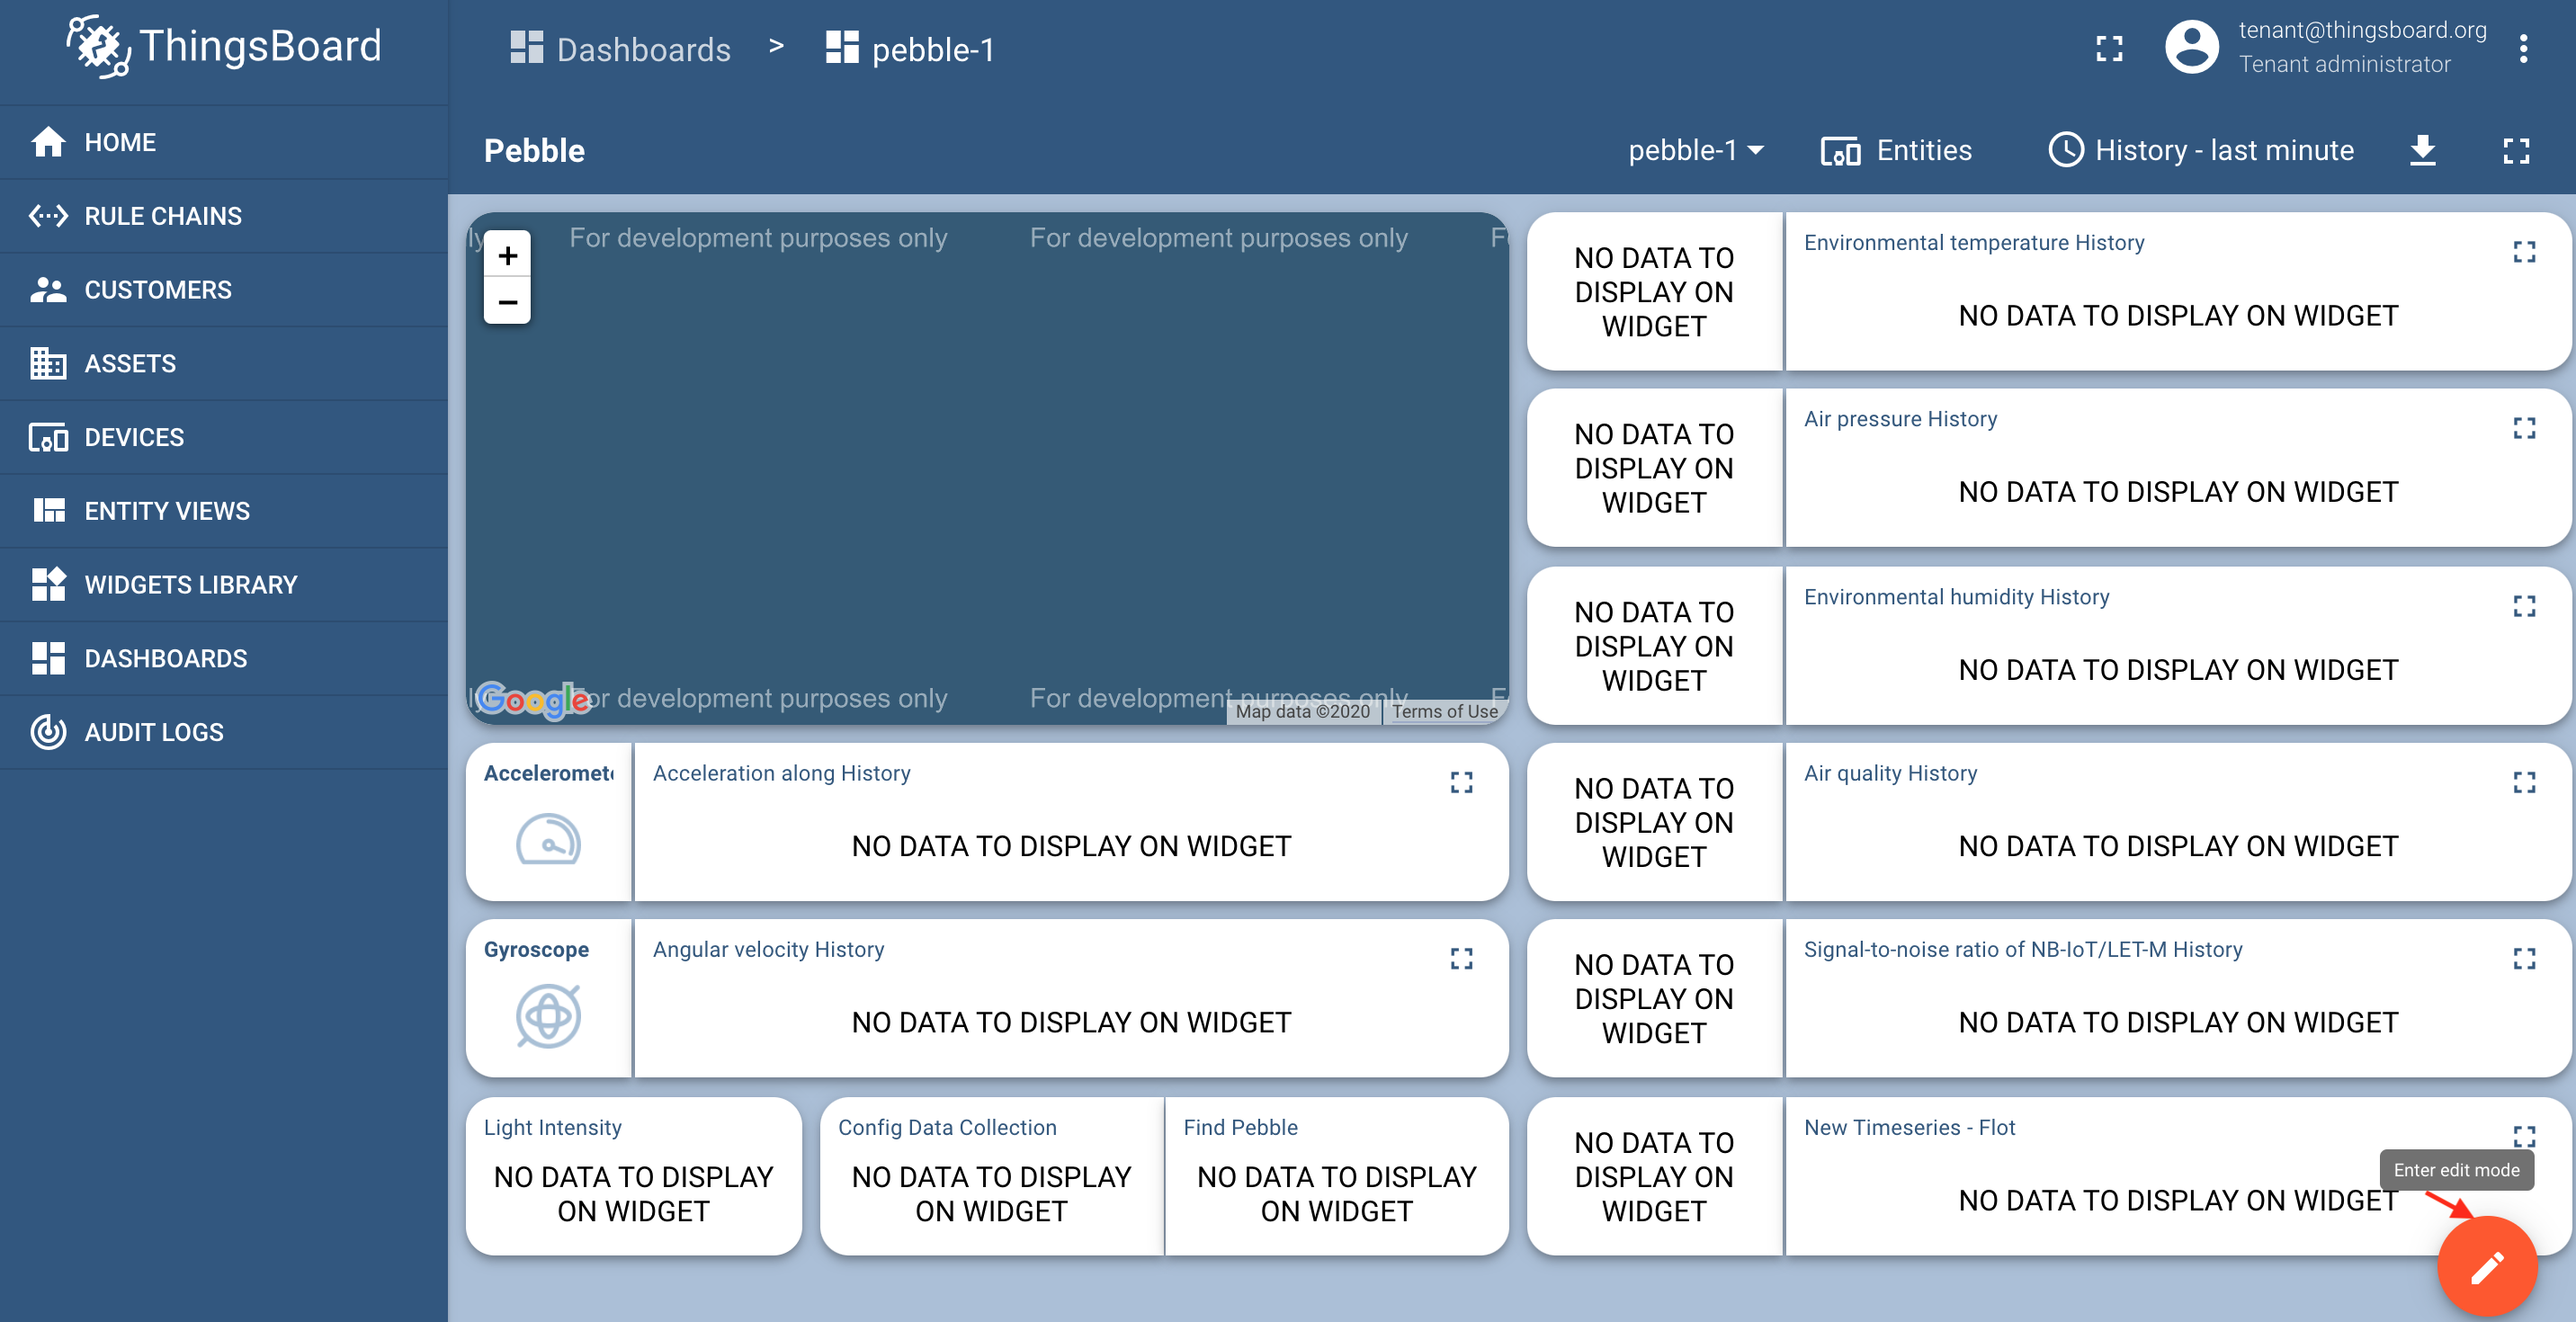 ThingsBoard
Dashboards > pebble-1
tenant@thingsboard.org
Tenant administrator
HOME
RULE CHAINS
CUSTOMERS
ASSETS
DEVICES
ENTITY VIEWS
WIDGETS LIBRARY
DASHBOARDS
AUDIT LOGS
Pebble
pebble-1
Entities
History - last minute
ly For development purposes only For development purposes only Fo
+
−
ly For development purposes only For development purposes only F
Google
Map data ©2020 Terms of Use
NO DATA TO
DISPLAY ON
WIDGET
Environmental temperature History
NO DATA TO DISPLAY ON WIDGET
NO DATA TO
DISPLAY ON
WIDGET
Air pressure History
NO DATA TO DISPLAY ON WIDGET
NO DATA TO
DISPLAY ON
WIDGET
Environmental humidity History
NO DATA TO DISPLAY ON WIDGET
Acceleromet
Acceleration along History
NO DATA TO DISPLAY ON WIDGET
NO DATA TO
DISPLAY ON
WIDGET
Air quality History
NO DATA TO DISPLAY ON WIDGET
Gyroscope
Angular velocity History
NO DATA TO DISPLAY ON WIDGET
NO DATA TO
DISPLAY ON
WIDGET
Signal-to-noise ratio of NB-IoT/LET-M History
NO DATA TO DISPLAY ON WIDGET
Light Intensity
NO DATA TO DISPLAY
ON WIDGET
Config Data Collection
NO DATA TO DISPLAY
ON WIDGET
Find Pebble
NO DATA TO DISPLAY
ON WIDGET
NO DATA TO
DISPLAY ON
WIDGET
New Timeseries - Flot
Enter edit mode
NO DATA TO DISPLAY ON WIDGET